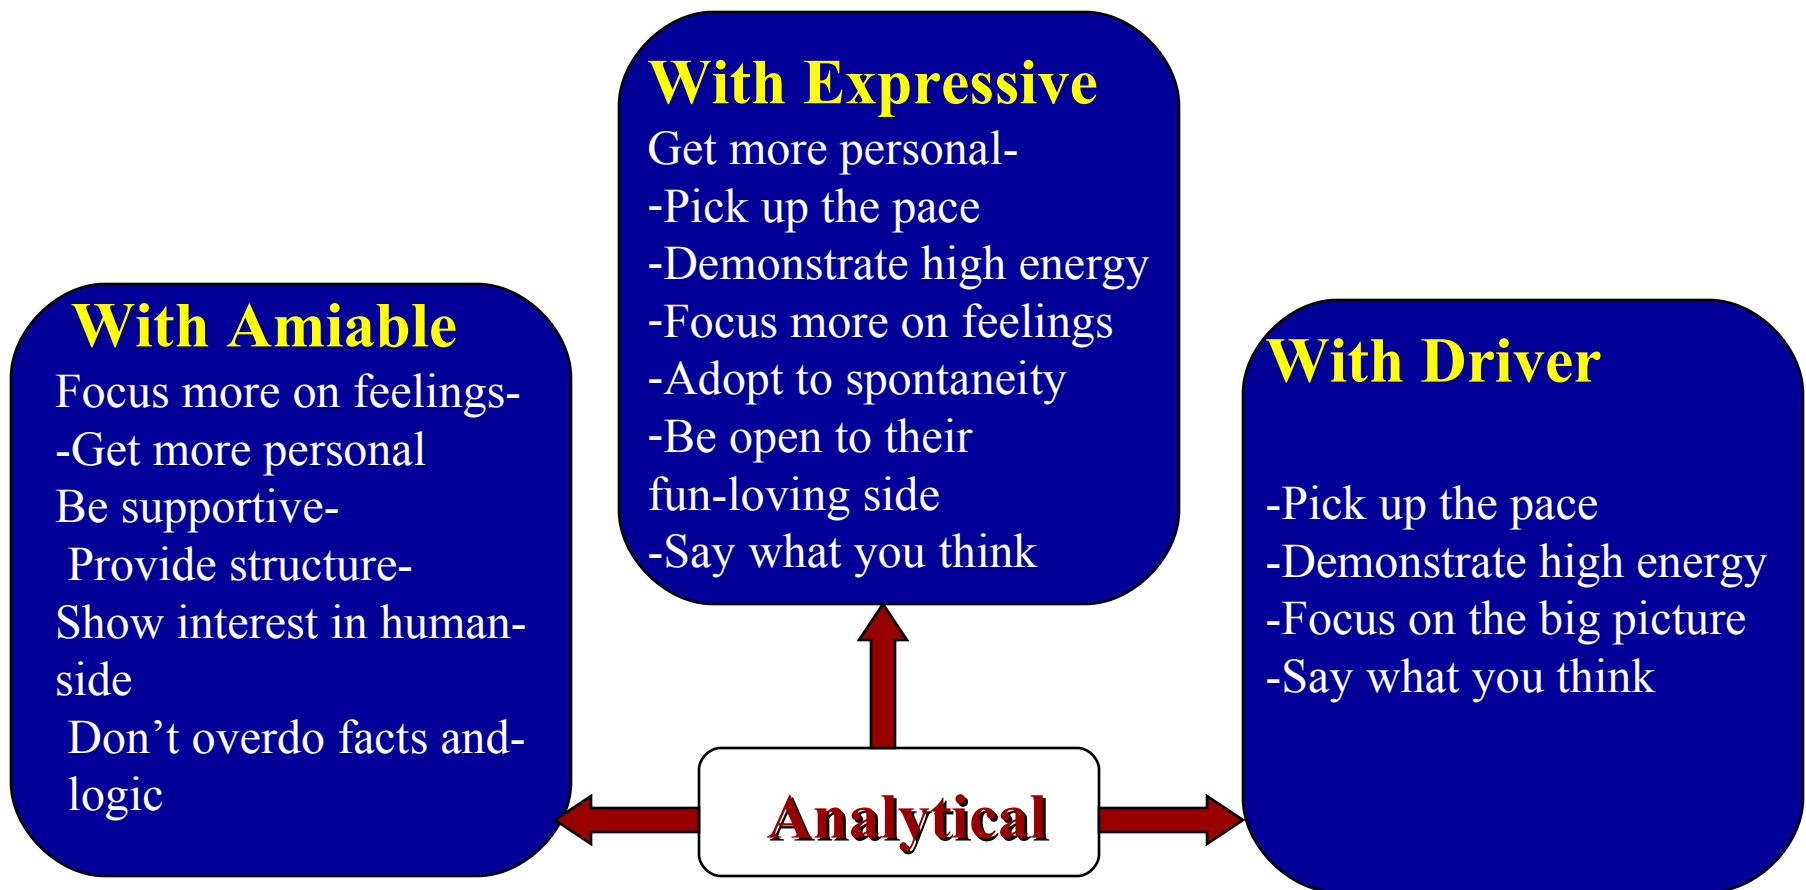 With Expressive
Get more personal-
-Pick up the pace
-Demonstrate high energy
-Focus more on feelings
-Adopt to spontaneity
-Be open to their
fun-loving side
-Say what you think
With Amiable
Focus more on feelings-
-Get more personal
Be supportive-
Provide structure-
Show interest in human-
side
Don’t overdo facts and-
logic
With Driver
-Pick up the pace
-Demonstrate high energy
-Focus on the big picture
-Say what you think
Analytical